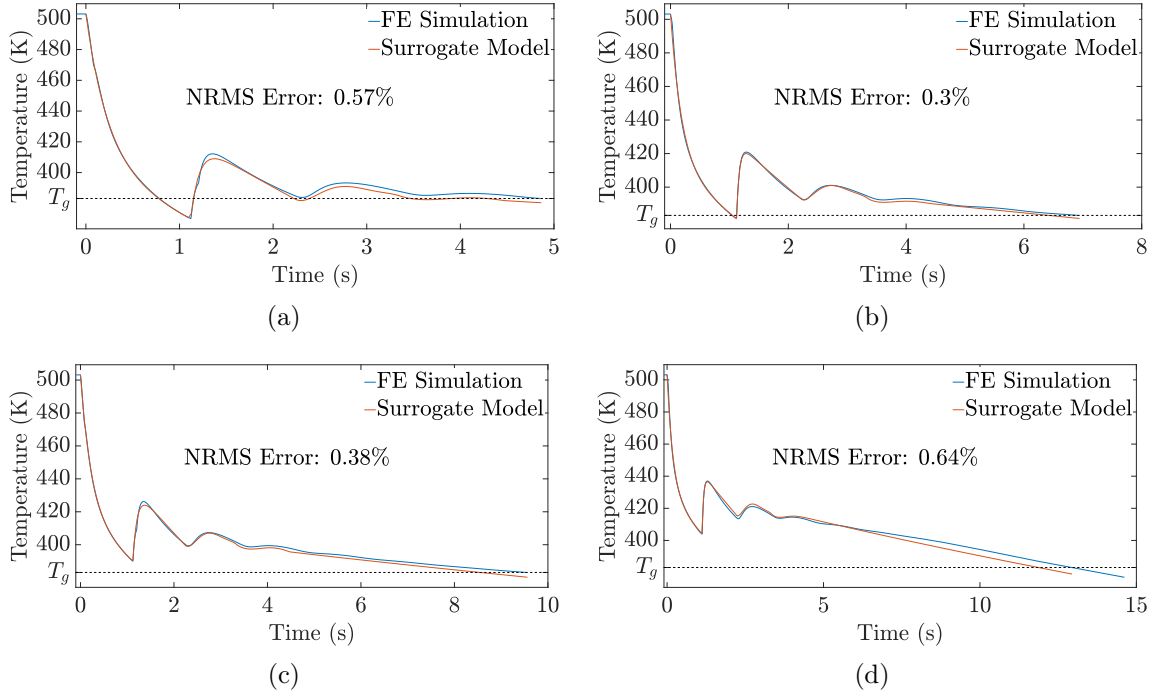 500
480
460
440
420
400
T_g
Temperature (K)
FE Simulation
Surrogate Model
NRMS Error: 0.57%
0
1
2
3
4
5
Time (s)
(a)
500
480
460
440
420
400
T_g
Temperature (K)
FE Simulation
Surrogate Model
NRMS Error: 0.3%
0
2
4
6
8
Time (s)
(b)
500
480
460
440
420
400
T_g
Temperature (K)
FE Simulation
Surrogate Model
NRMS Error: 0.38%
0
2
4
6
8
10
Time (s)
(c)
500
480
460
440
420
400
T_g
Temperature (K)
FE Simulation
Surrogate Model
NRMS Error: 0.64%
0
5
10
15
Time (s)
(d)